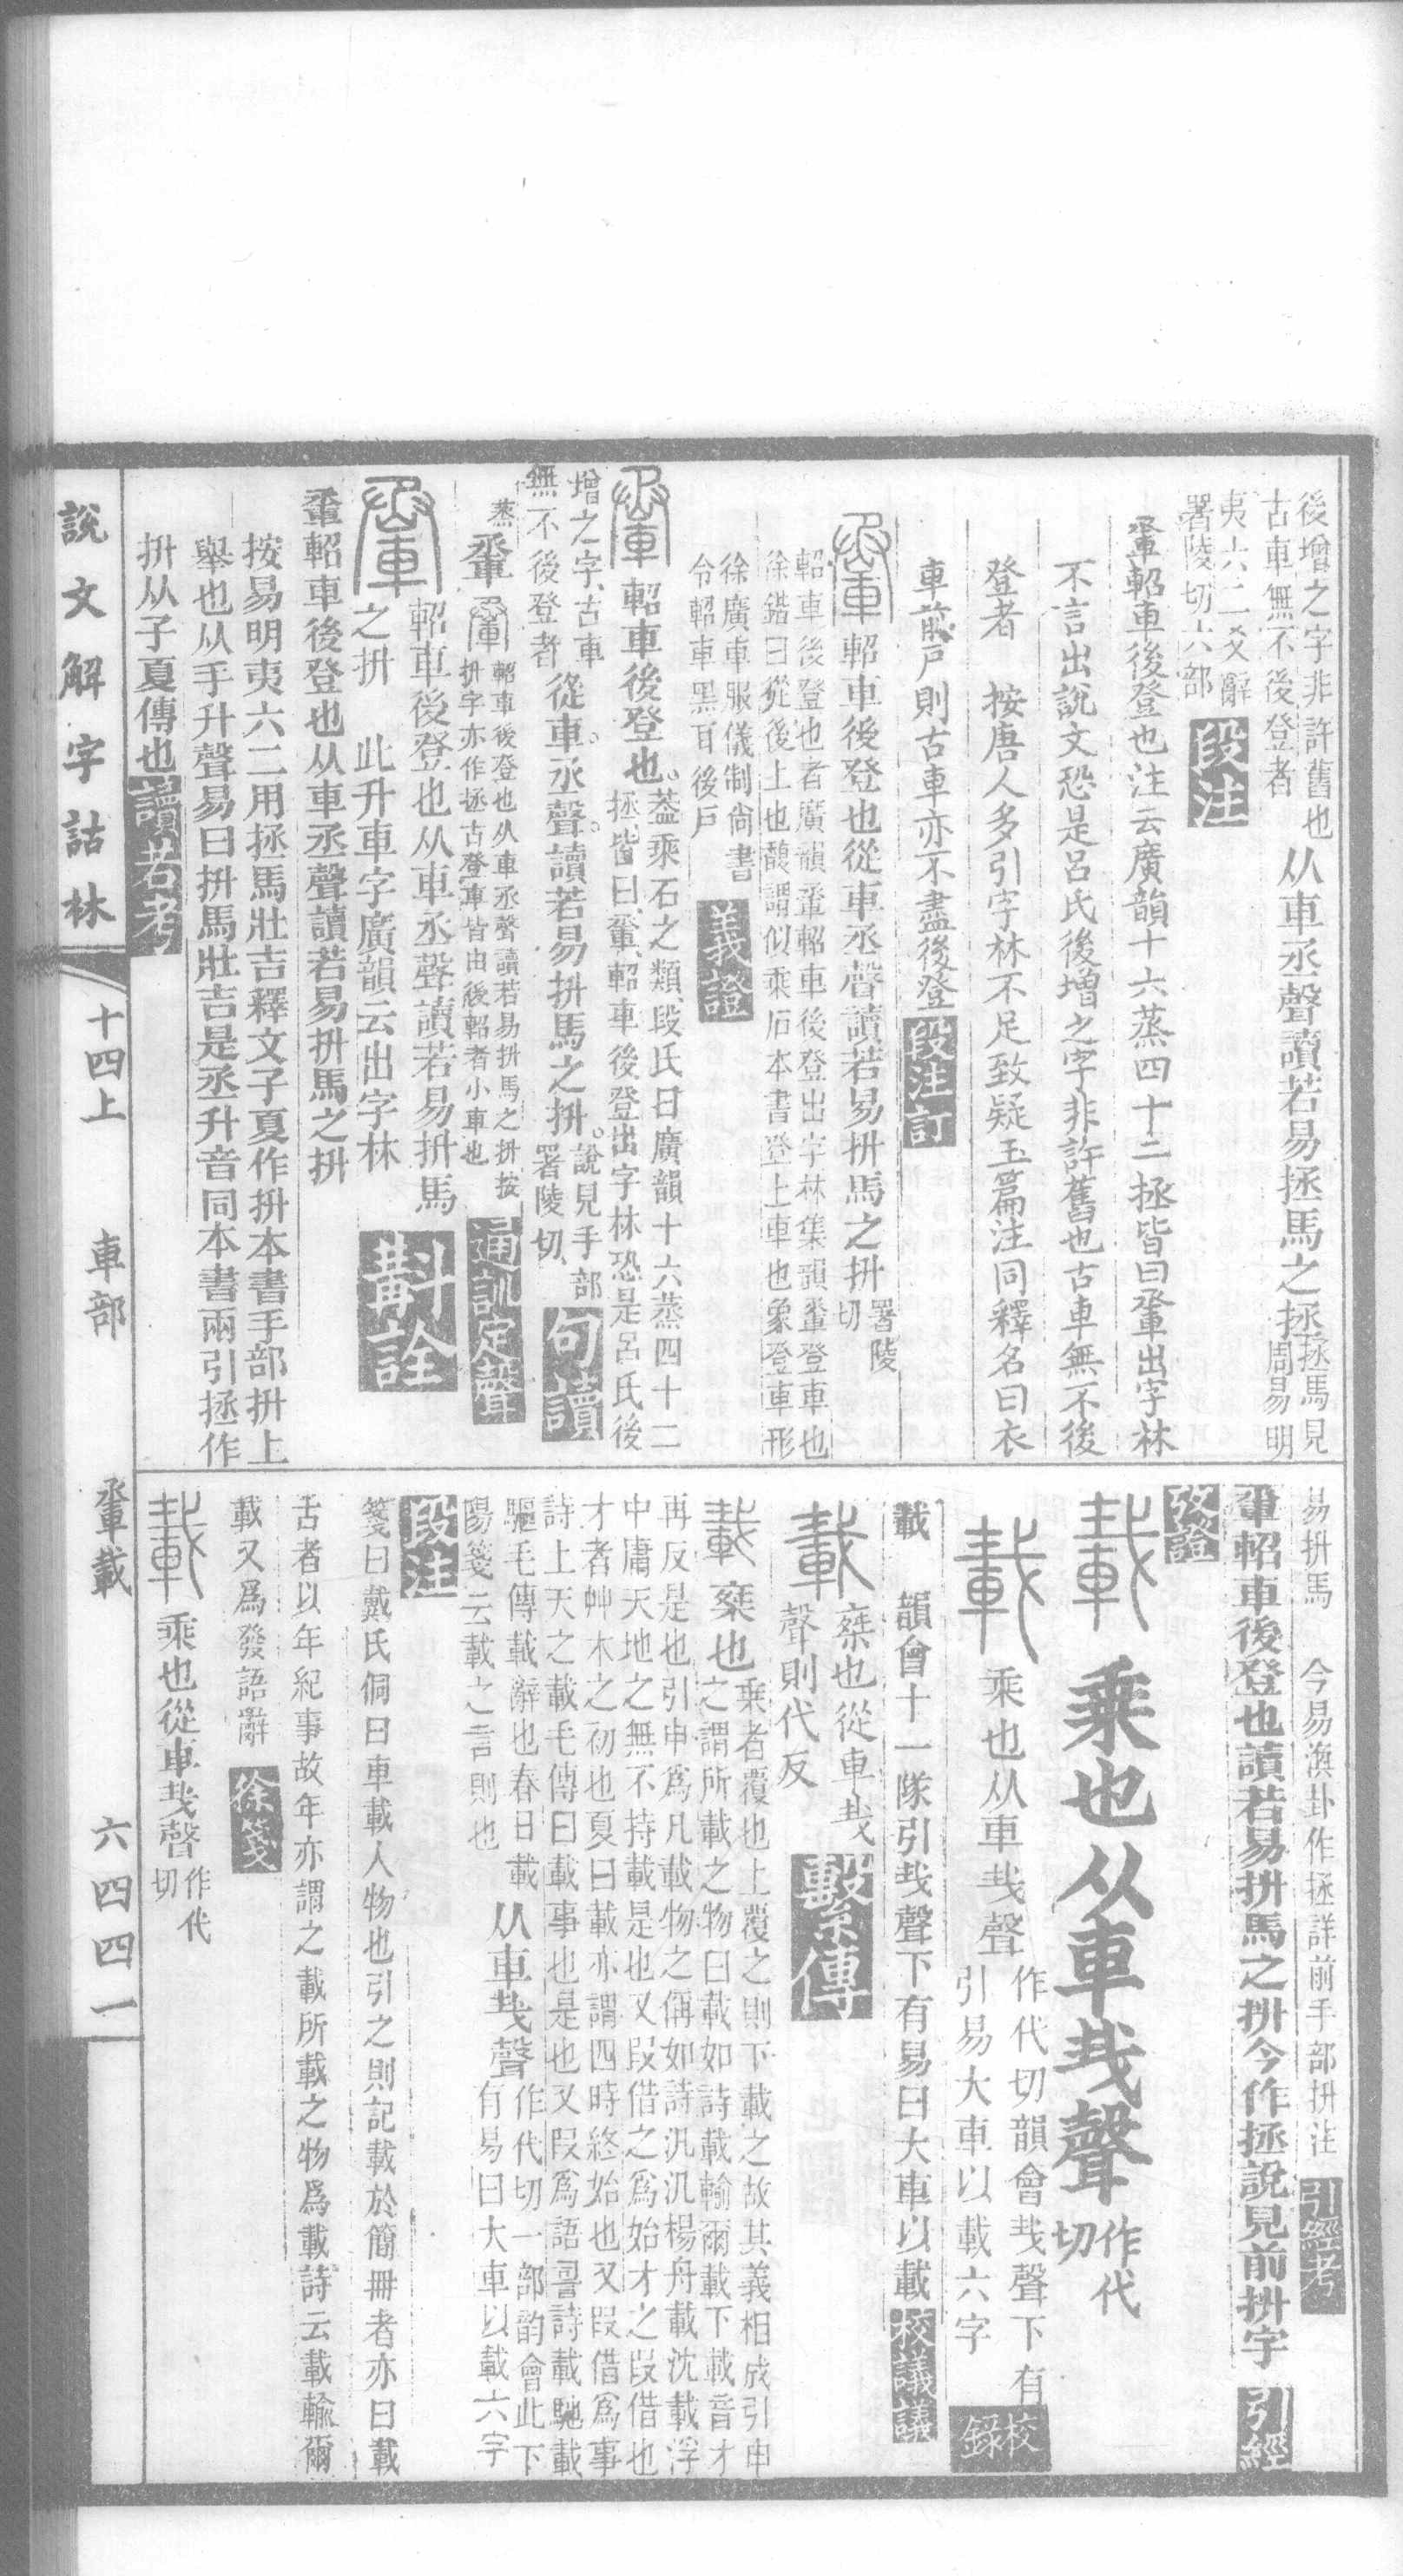 後增之字非許舊也
古車無不後登者
从車丞聲讀若易拯馬之拯
拯馬見周易明
夷六二爻辭
署陵切六部
段注
軬軺車後登也注云廣韻十六蒸四十二拯皆曰軬出字林
不言出說文恐是呂氏後增之字非許舊也古車無不後
登者 按唐人多引字林不足致疑玉篇注同釋名曰衣
車前戶則古車亦不盡後登
段注訂
軺車後登也從車丞聲讀若易拼馬之拼
署陵切
軺車後登也者廣韻軺車後登出字林集韻登車也
徐鍇曰從後上也馥謂似乘石本書登上車也象登車形
徐廣車服儀制尚書
令軺車黑耳後戶
義證
軺車後登也。
蓋乘石之類、段氏曰廣韻十六蒸四十二
拯皆曰、軺車後登出字林恐是呂氏後
增之字、古車
無不後登者
從車。丞聲。讀若易拼馬之拼。
說見手部
署陵切、
句讀
蒸
軺車後登也从車丞聲讀若易拼馬之拼按
拼字亦作拯古登車皆由後軺者小車也
通訓定聲
軺車後登也从車丞聲讀若易拼馬
之拼 此升車字廣韻云出字林
斠詮
軺車後登也从車丞聲讀若易拼馬之拼
按易明夷六二用拯馬壯吉釋文子夏作拼本書手部拼上
舉也从手升聲易曰拼馬壯吉是丞升音同本書兩引拯作
拼从子夏傳也
讀若考
易拼馬 今易渙卦作拯詳前手部拼注
引經考
軺車後登也讀若易拼馬之拼今作拯說見前拼字
引經
攷證
載 乘也从車𢦏聲
作代切
載 乘也从車𢦏聲
作代切韻會𢦏聲下有
引易大車以載六字
校錄
載 韻會十一隊引𢦏聲下有易曰大車以載
校議議
載 椉也從車𢦏
聲則代反
繫傳
載 椉也
乘者覆也上覆之則下載之故其義相成引申
之謂所載之物曰載如詩載輸爾載下載音才
再反是也引申爲凡載物之偁如詩汎汎楊舟載沈載浮
中庸天地之無不持載是也又叚借之爲始才之叚借也
才者艸木之初也夏曰載亦謂四時終始也又叚借爲事
詩上天之載毛傳曰載事也是也又叚爲語䛐詩載馳載
驅毛傳載辭也春日載
陽箋云載之言則也
从車𢦏聲
作代切一部韵會此下
有易曰大車以載六字
段注
箋曰戴氏侗曰車載人物也引之則記載於簡冊者亦曰載
古者以年紀事故年亦謂之載所載之物爲載詩云載輸爾
載又爲發語辭
徐箋
載 乘也從車𢦏聲
作代切
說文解字詁林
十四上
車部
載
六四四一